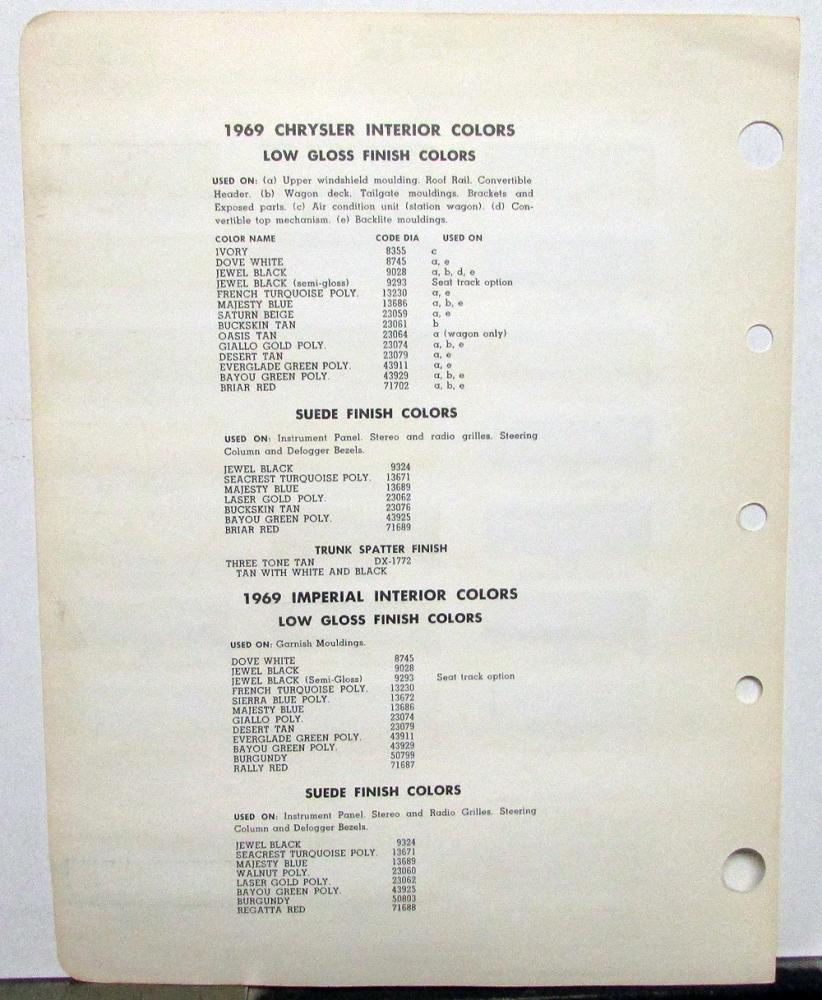 1969 CHRYSLER INTERIOR COLORS
LOW GLOSS FINISH COLORS
USED ON: (a) Upper windshield moulding. Roof Rail. Convertible
Header. (b) Wagon deck. Tailgate mouldings. Brackets and
Exposed parts. (c) Air condition unit (station wagon). (d) Con-
vertible top mechanism. (e) Backlite mouldings.
COLOR NAME CODE DIA USED ON
IVORY 8355 c
DOVE WHITE 8745 a, e
JEWEL BLACK 9028 a, b, d, e
JEWEL BLACK (semi-gloss) 9293 Seat track option
FRENCH TURQUOISE POLY. 13230 a, e
MAJESTY BLUE 13686 a, b, e
SATURN BEIGE 23059 a, e
BUCKSKIN TAN 23061 b
OASIS TAN 23064 a (wagon only)
GIALLO GOLD POLY. 23074 a, b, e
DESERT TAN 23079 a, e
EVERGLADE GREEN POLY. 43911 a, e
BAYOU GREEN POLY. 43929 a, b, e
BRIAR RED 71702 a, b, e
SUEDE FINISH COLORS
USED ON: Instrument Panel. Stereo and radio grilles. Steering
Column and Defogger Bezels.
JEWEL BLACK 9324
SEACREST TURQUOISE POLY. 13671
MAJESTY BLUE 13689
LASER GOLD POLY. 23062
BUCKSKIN TAN 23076
BAYOU GREEN POLY. 43925
BRIAR RED 71689
TRUNK SPATTER FINISH
THREE TONE TAN DX-1772
TAN WITH WHITE AND BLACK
1969 IMPERIAL INTERIOR COLORS
LOW GLOSS FINISH COLORS
USED ON: Garnish Mouldings.
DOVE WHITE 8745
JEWEL BLACK 9028
JEWEL BLACK (Semi-Gloss) 9293 Seat track option
FRENCH TURQUOISE POLY. 13230
SIERRA BLUE POLY. 13672
MAJESTY BLUE 13686
GIALLO POLY. 23074
DESERT TAN 23079
EVERGLADE GREEN POLY. 43911
BAYOU GREEN POLY. 43929
BURGUNDY 50799
RALLY RED 71687
SUEDE FINISH COLORS
USED ON: Instrument Panel. Stereo and Radio Grilles. Steering
Column and Defogger Bezels.
JEWEL BLACK 9324
SEACREST TURQUOISE POLY. 13671
MAJESTY BLUE 13689
WALNUT POLY. 23060
LASER GOLD POLY. 23062
BAYOU GREEN POLY. 43925
BURGUNDY 50803
REGATTA RED 71688